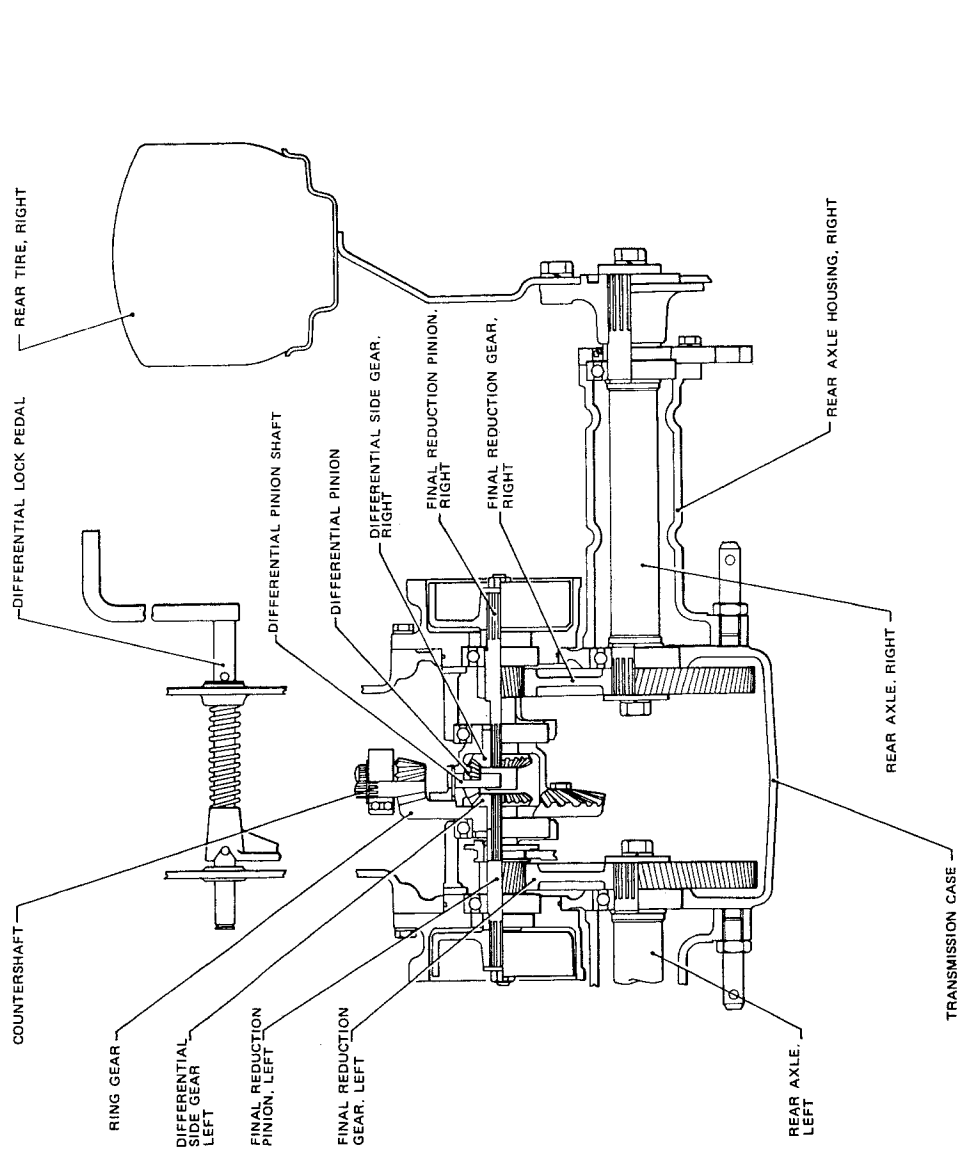 COUNTERSHAFT
DIFFERENTIAL LOCK PEDAL
REAR TIRE, RIGHT
RING GEAR
DIFFERENTIAL
SIDE GEAR
LEFT
FINAL REDUCTION
PINION, LEFT
FINAL REDUCTION
GEAR, LEFT
DIFFERENTIAL PINION SHAFT
DIFFERENTIAL PINION
DIFFERENTIAL SIDE GEAR,
RIGHT
FINAL REDUCTION PINION,
RIGHT
FINAL REDUCTION GEAR,
RIGHT
REAR AXLE HOUSING, RIGHT
REAR AXLE, RIGHT
REAR AXLE,
LEFT
TRANSMISSION CASE